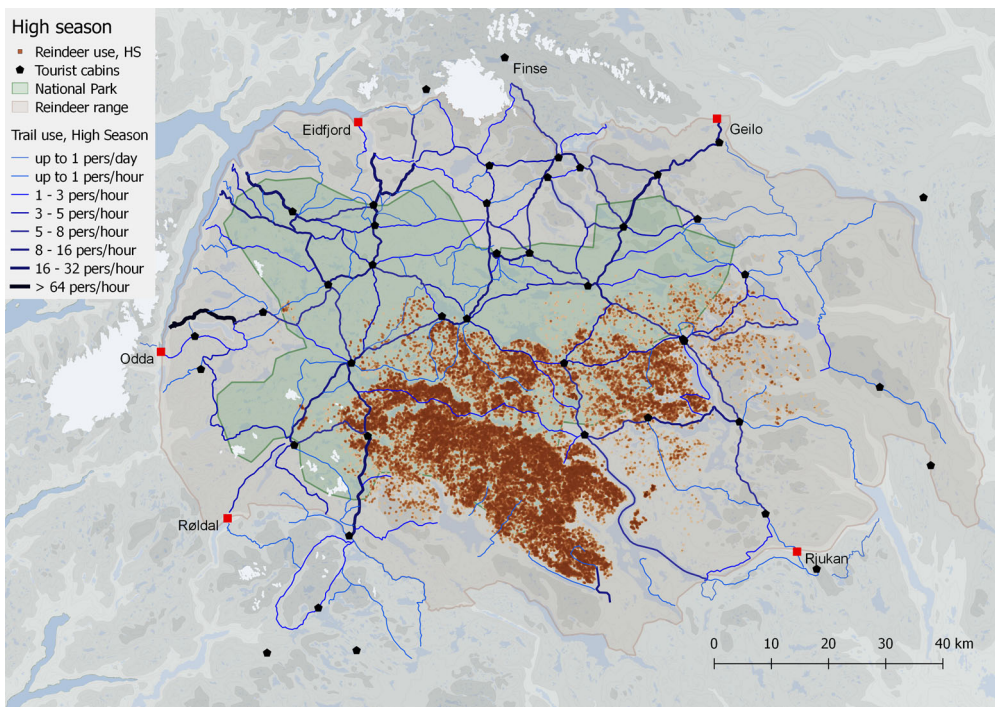 High season
Reindeer use, HS
Tourist cabins
National Park
Reindeer range
Trail use, High Season
up to 1 pers/day
up to 1 pers/hour
1 - 3 pers/hour
3 - 5 pers/hour
5 - 8 pers/hour
8 - 16 pers/hour
16 - 32 pers/hour
> 64 pers/hour
Finse
Eidfjord
Geilo
Odda
Røldal
Rjukan
0 10 20 30 40 km